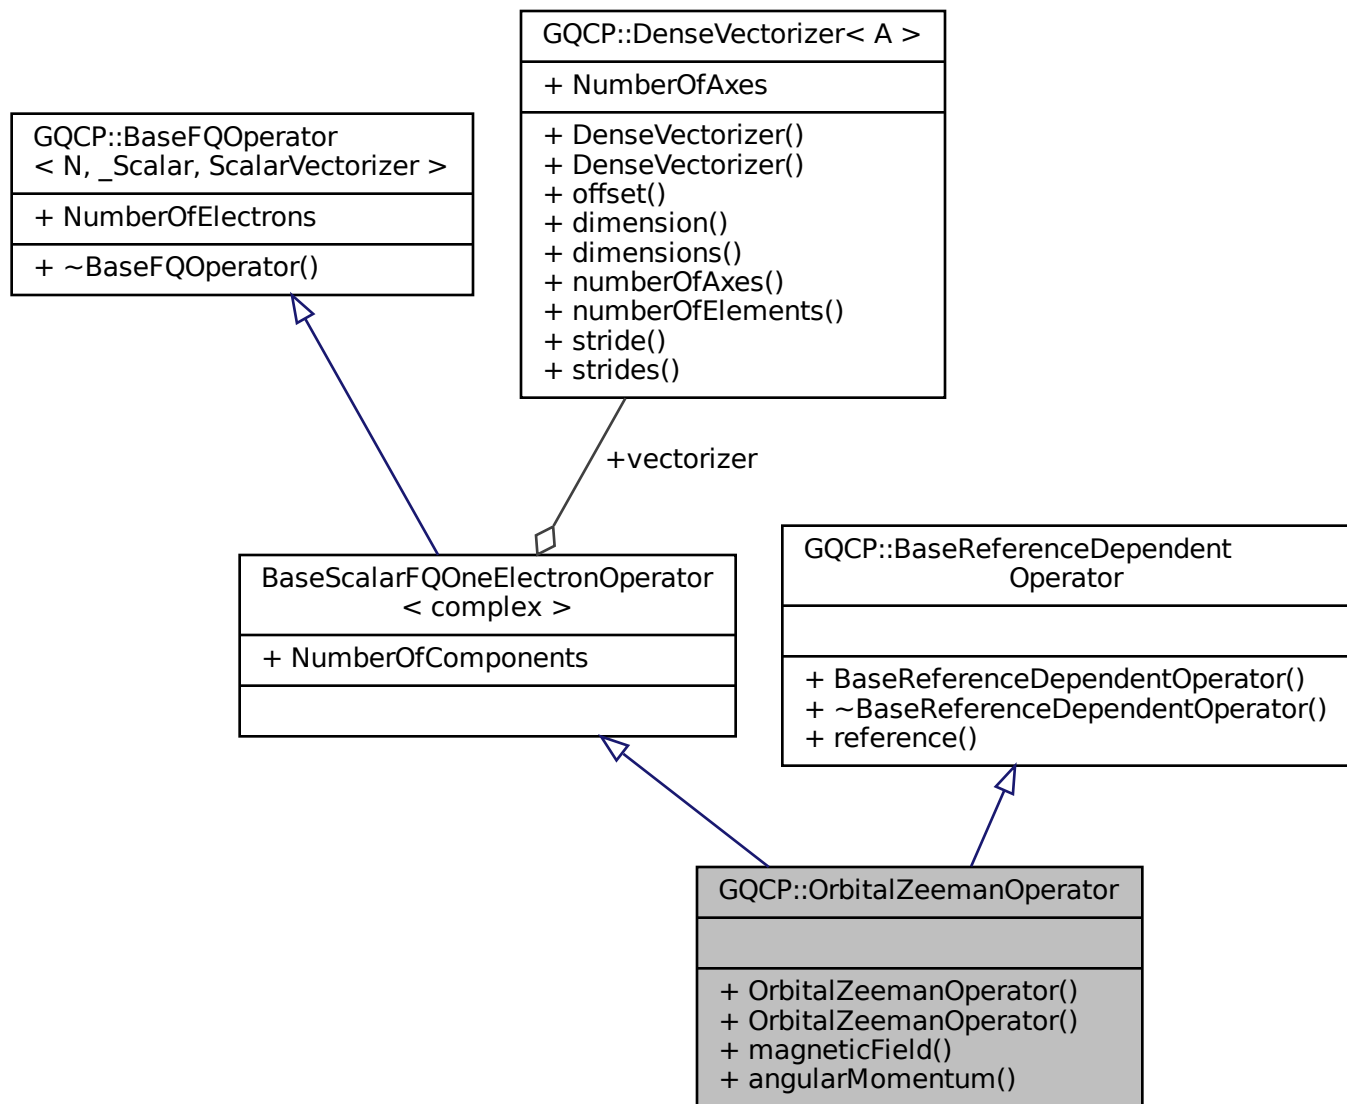 GQCP::DenseVectorizer< A >
+ NumberOfAxes
+ DenseVectorizer()
+ DenseVectorizer()
+ offset()
+ dimension()
+ dimensions()
+ numberOfAxes()
+ numberOfElements()
+ stride()
+ strides()
GQCP::BaseFQOperator
< N, _Scalar, ScalarVectorizer >
+ NumberOfElectrons
+ ~BaseFQOperator()
+vectorizer
BaseScalarFQOneElectronOperator
< complex >
+ NumberOfComponents
GQCP::BaseReferenceDependent
Operator
+ BaseReferenceDependentOperator()
+ ~BaseReferenceDependentOperator()
+ reference()
GQCP::OrbitalZeemanOperator
+ OrbitalZeemanOperator()
+ OrbitalZeemanOperator()
+ magneticField()
+ angularMomentum()